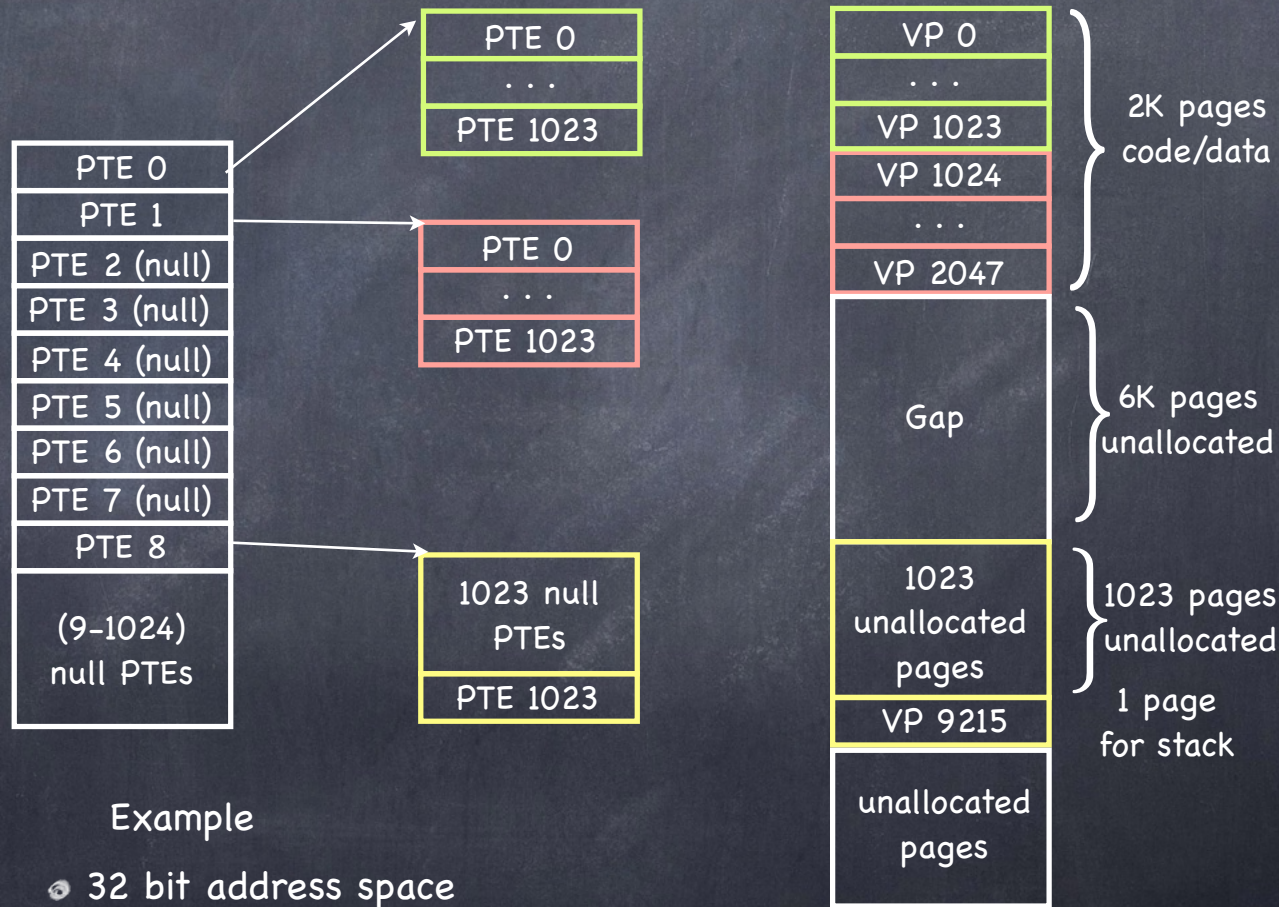 PTE 0
PTE 1
PTE 2 (null)
PTE 3 (null)
PTE 4 (null)
PTE 5 (null)
PTE 6 (null)
PTE 7 (null)
PTE 8
(9-1024)
null PTEs
PTE 0
. . .
PTE 1023
PTE 0
. . .
PTE 1023
1023 null
PTEs
PTE 1023
VP 0
. . .
VP 1023
VP 1024
. . .
VP 2047
Gap
1023
unallocated
pages
VP 9215
unallocated
pages
2K pages
code/data
6K pages
unallocated
1023 pages
unallocated
1 page
for stack
Example
32 bit address space